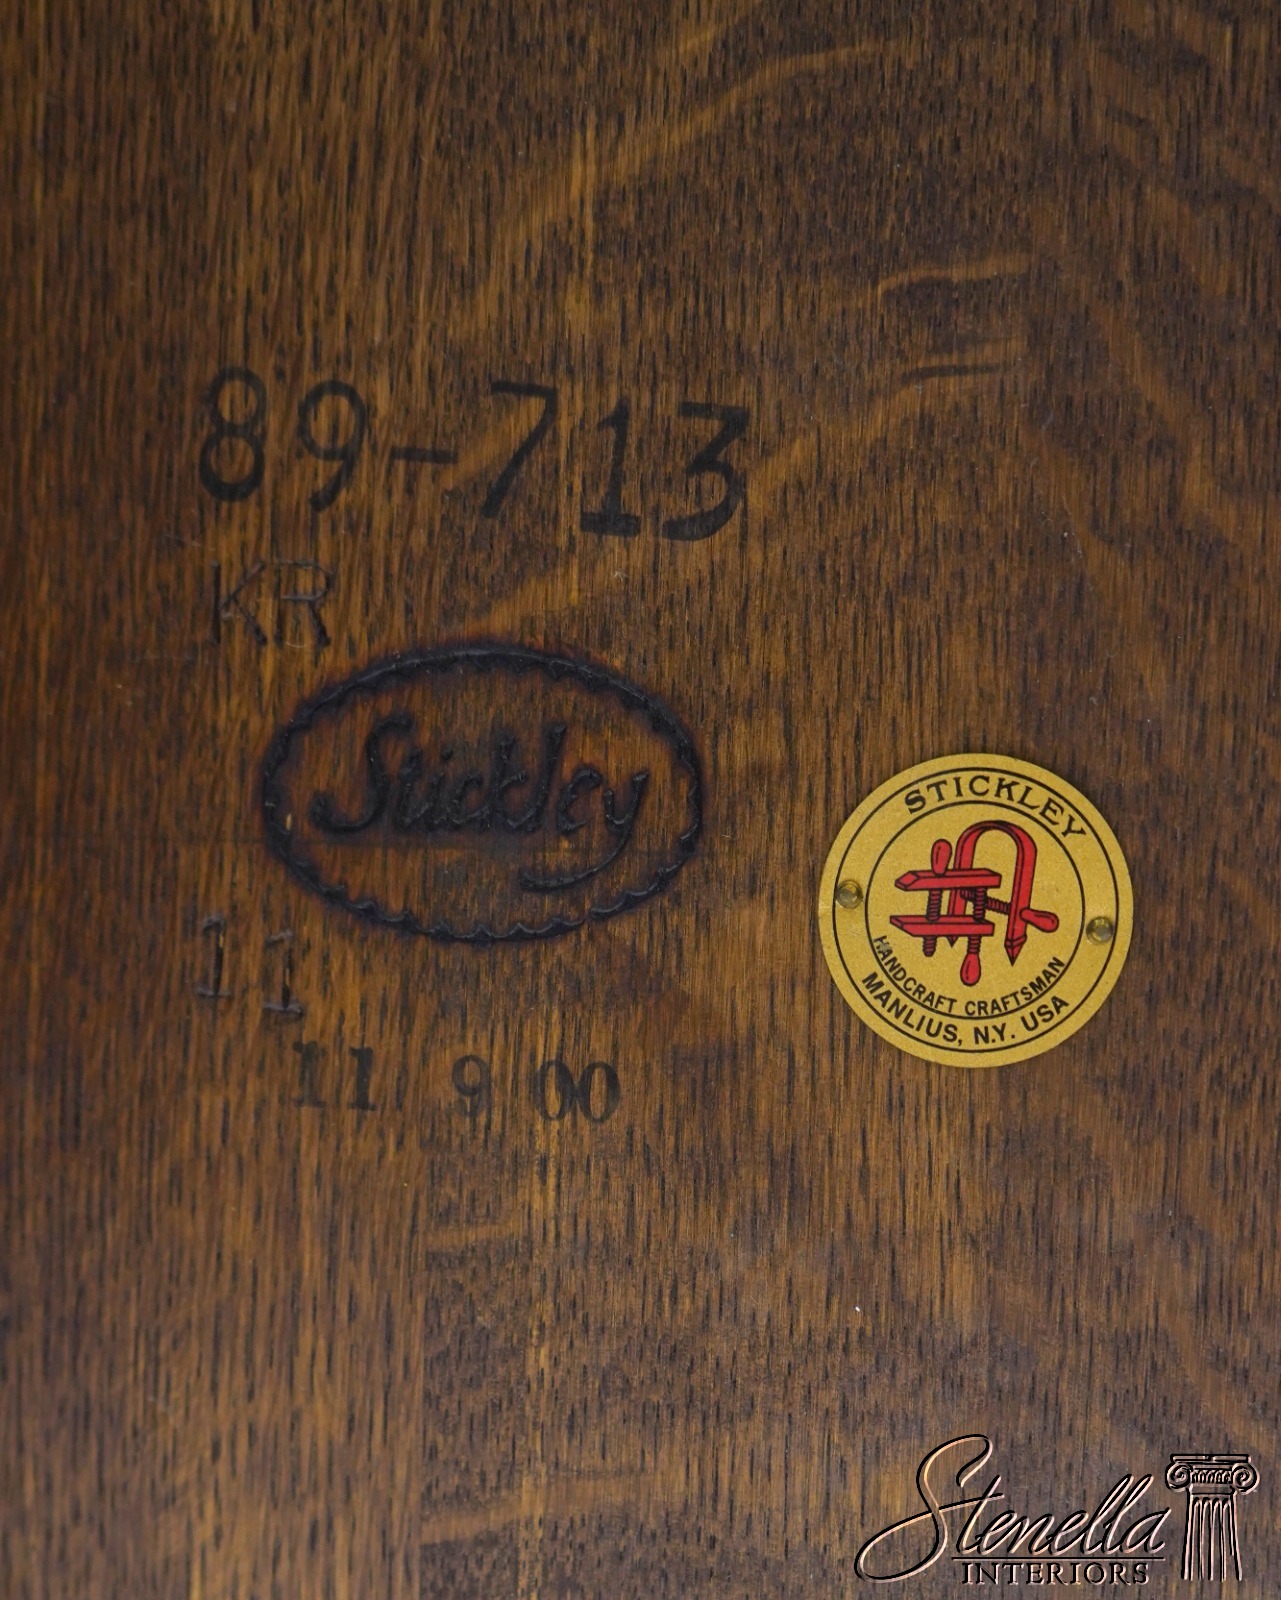 89-713
KR
Stickley
11
11 9 00
STICKLEY
HANDCRAFT CRAFTSMAN
MANLIUS, N.Y. USA
Stenella
INTERIORS